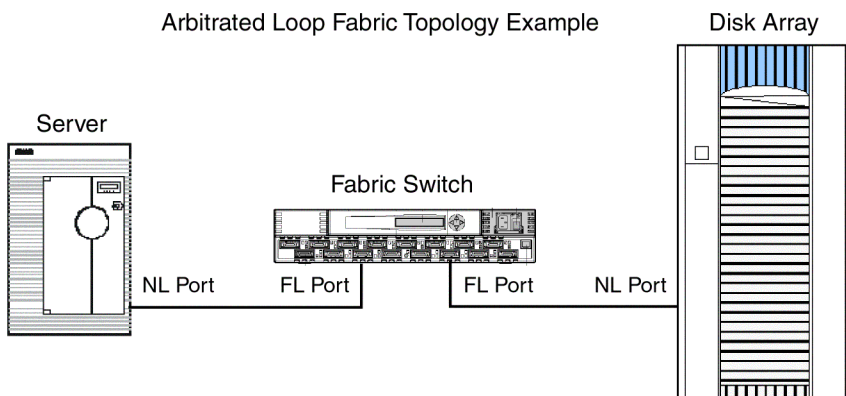 Arbitrated Loop Fabric Topology Example
Disk Array
Server
Fabric Switch
NL Port
FL Port
FL Port
NL Port